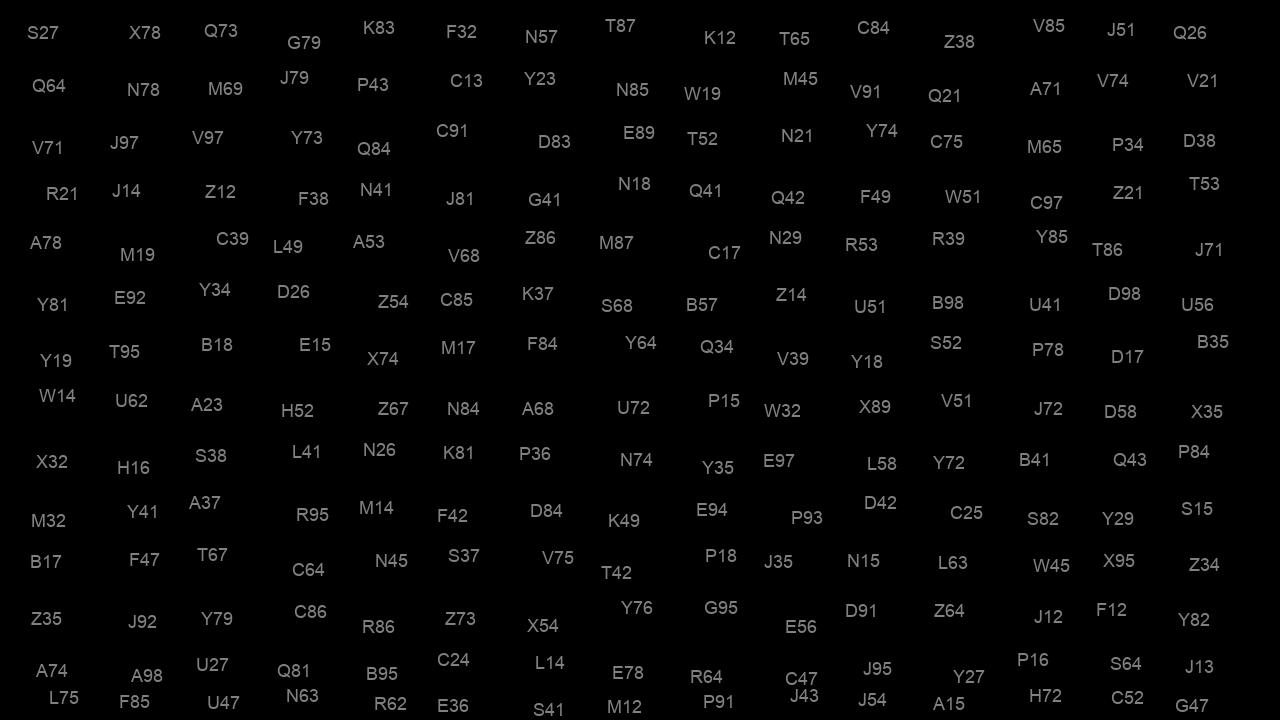 S27 X78 Q73 G79 K83 F32 N57 T87 K12 T65 C84 Z38 V85 J51 Q26
Q64 N78 M69 J79 P43 C13 Y23 N85 W19 M45 V91 Q21 A71 V74 V21
V71 J97 V97 Y73 Q84 C91 D83 E89 T52 N21 Y74 C75 M65 P34 D38
R21 J14 Z12 F38 N41 J81 G41 N18 Q41 Q42 F49 W51 C97 Z21 T53
A78 M19 C39 L49 A53 V68 Z86 M87 C17 N29 R53 R39 Y85 T86 J71
Y81 E92 Y34 D26 Z54 C85 K37 S68 B57 Z14 U51 B98 U41 D98 U56
Y19 T95 B18 E15 X74 M17 F84 Y64 Q34 V39 Y18 S52 P78 D17 B35
W14 U62 A23 H52 Z67 N84 A68 U72 P15 W32 X89 V51 J72 D58 X35
X32 H16 S38 L41 N26 K81 P36 N74 Y35 E97 L58 Y72 B41 Q43 P84
M32 Y41 A37 R95 M14 F42 D84 K49 E94 P93 D42 C25 S82 Y29 S15
B17 F47 T67 C64 N45 S37 V75 T42 P18 J35 N15 L63 W45 X95 Z34
Z35 J92 Y79 C86 R86 Z73 X54 Y76 G95 E56 D91 Z64 J12 F12 Y82
A74 A98 U27 Q81 B95 C24 L14 E78 R64 C47 J95 Y27 P16 S64 J13
L75 F85 U47 N63 R62 E36 S41 M12 P91 J43 J54 A15 H72 C52 G47